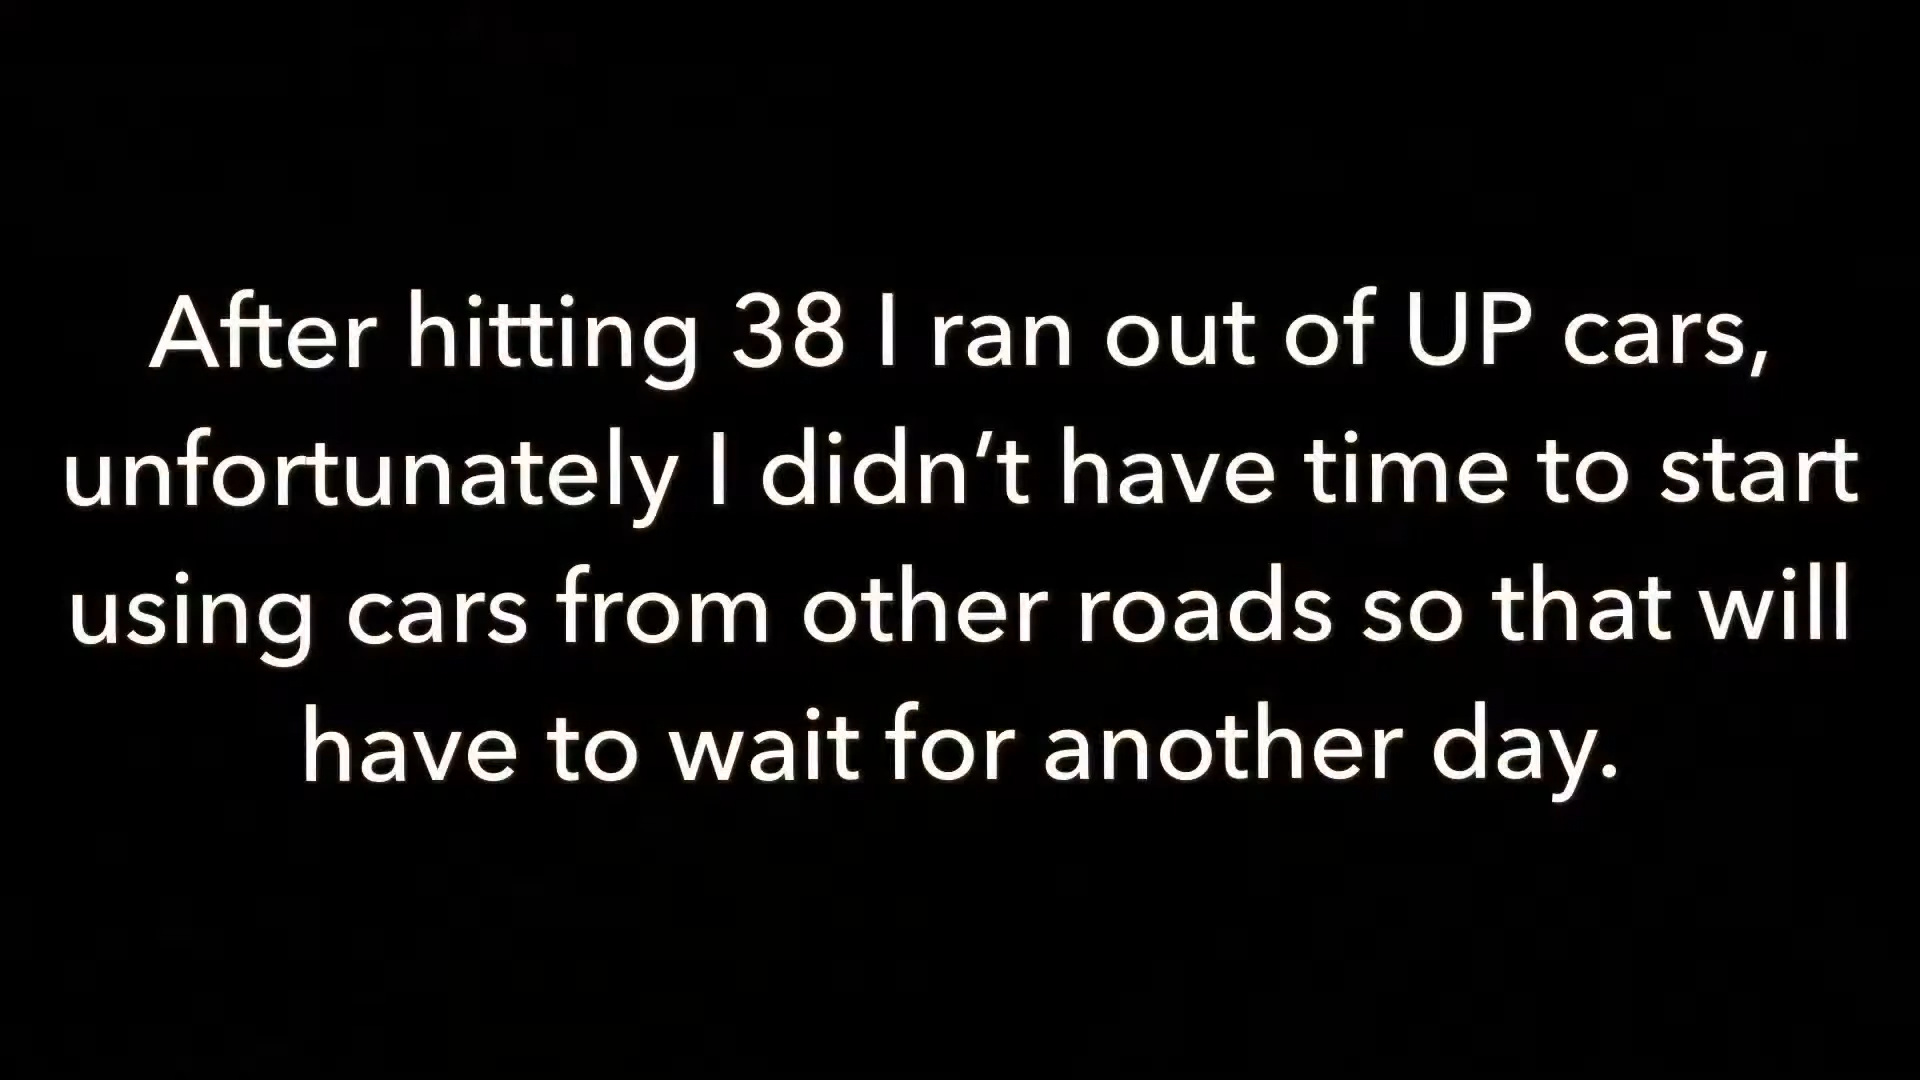 After hitting 38 I ran out of UP cars,
unfortunately I didn’t have time to start
using cars from other roads so that will
have to wait for another day.